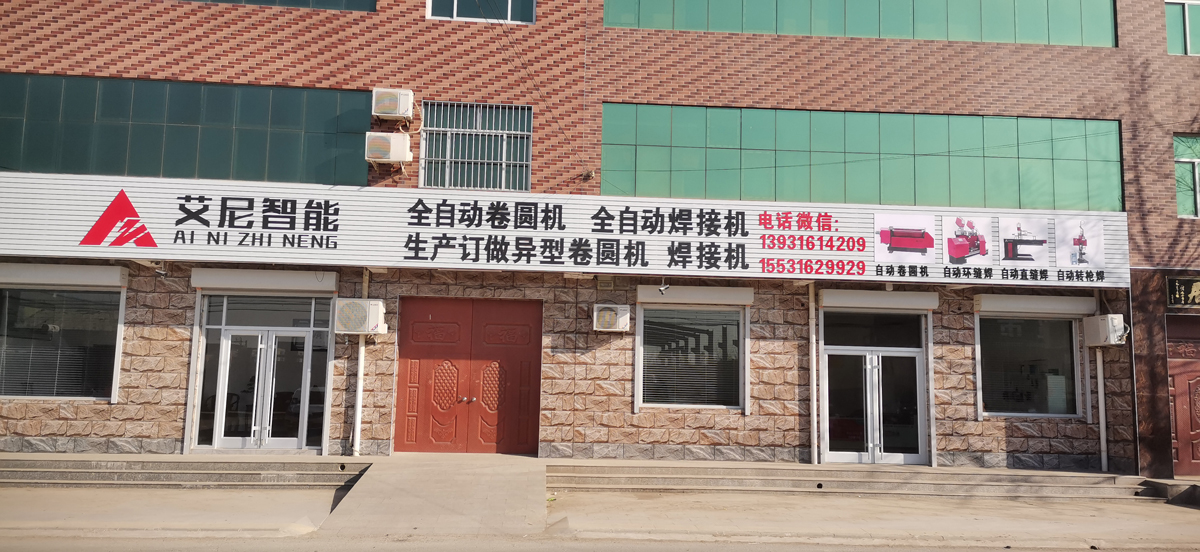 艾尼智能
AI NI ZHI NENG
全自动卷圆机 全自动焊接机
生产订做异型卷圆机 焊接机
电话微信:
13931614209
15531629929
自动卷圆机 自动环缝焊 自动直缝焊 自动转枪焊